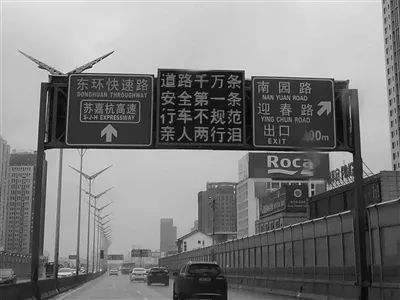 东环快速路
DONGHUAN THROUGHWAY
苏嘉杭高速
S-J-H EXPRESSWAY
道路千万条
安全第一条
行车不规范
亲人两行泪
南园路
NAN YUAN ROAD
迎春路
YING CHUN ROAD
出口
EXIT
00m
Roca